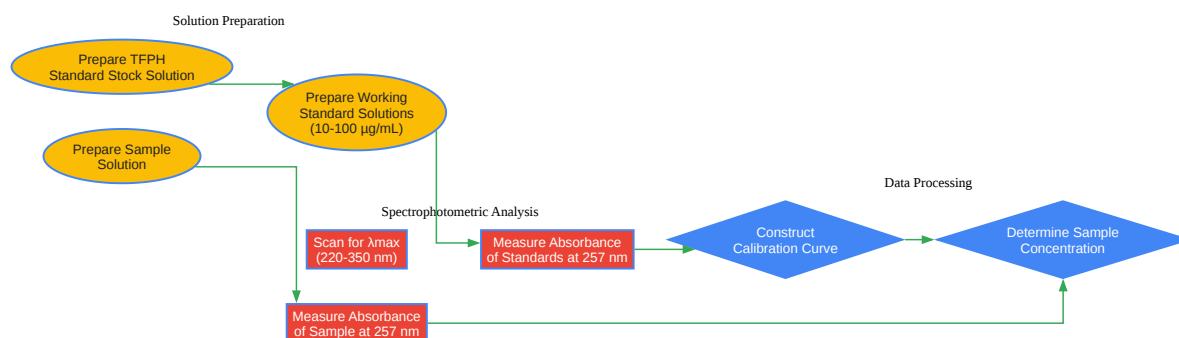 Solution Preparation
Prepare TFPH
Standard Stock Solution
Prepare Working
Standard Solutions
(10-100 µg/mL)
Prepare Sample
Solution
Spectrophotometric Analysis
Scan for λmax
(220-350 nm)
Measure Absorbance
of Standards at 257 nm
Measure Absorbance
of Sample at 257 nm
Data Processing
Construct
Calibration Curve
Determine Sample
Concentration